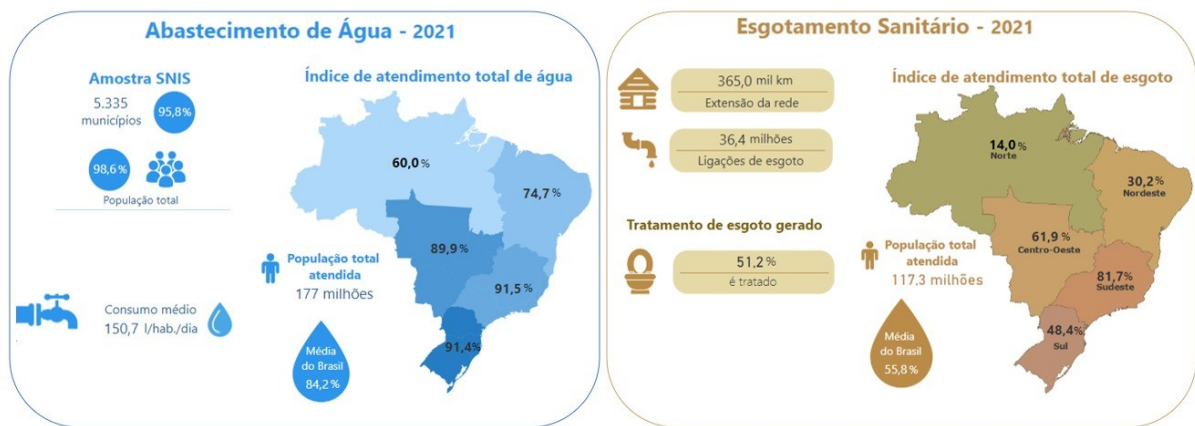 Abastecimento de Água - 2021
Amostra SNIS
5.335
municípios
95,8%
98,6%
População total
Consumo médio
150,7 l/hab./dia
Índice de atendimento total de água
60,0 %
74,7 %
89,9 %
91,5 %
91,4%
População total
atendida
177 milhões
Média
do Brasil
84,2 %
Esgotamento Sanitário - 2021
365,0 mil km
Extensão da rede
36,4 milhões
Ligações de esgoto
Tratamento de esgoto gerado
51,2 %
é tratado
Índice de atendimento total de esgoto
14,0 %
Norte
30,2 %
Nordeste
61,9 %
Centro-Oeste
81,7 %
Sudeste
48,4%
Sul
População total
atendida
117.3 milhões
Média
do Brasil
55,8 %